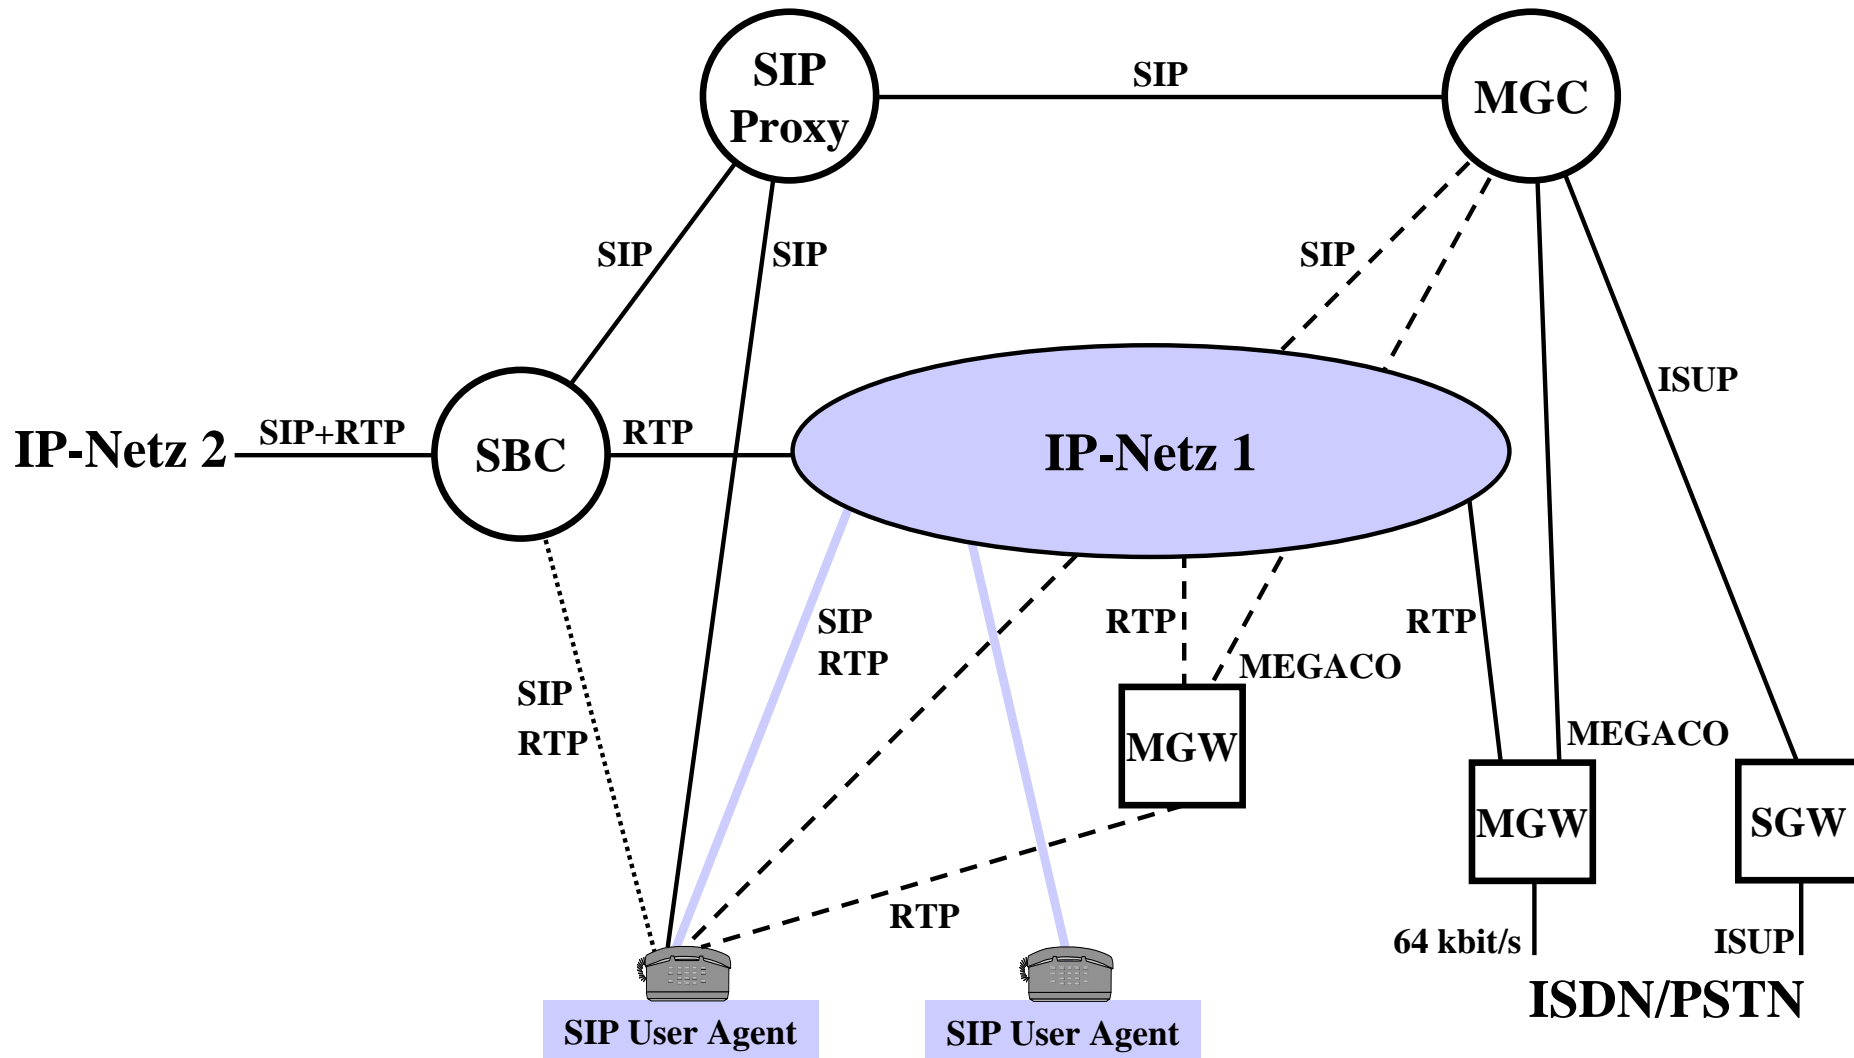 SIP
Proxy
SIP
MGC
SIP
SIP
SIP
ISUP
IP-Netz 2
SIP+RTP
SBC
RTP
IP-Netz 1
SIP
RTP
RTP
RTP
MEGACO
SIP
RTP
MGW
MEGACO
MGW
SGW
RTP
64 kbit/s
ISUP
ISDN/PSTN
SIP User Agent
SIP User Agent